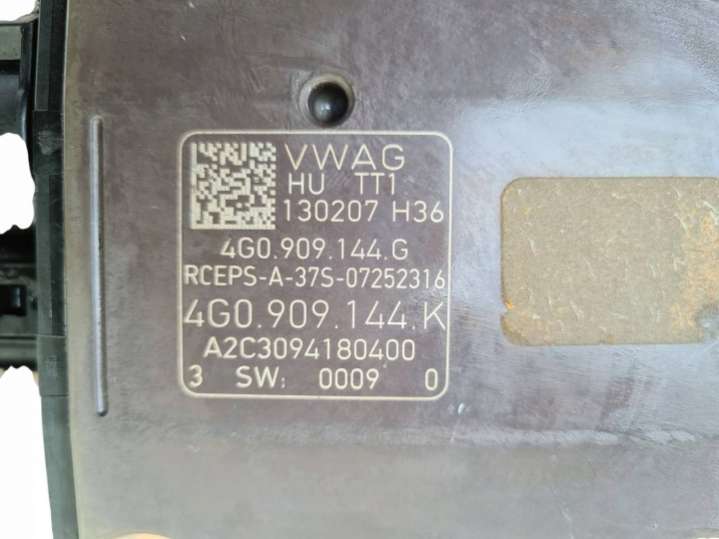 VWAG
HU TT1
130207 H36
4G0.909.144.G
RCEPS-A-37S-07252316
4G0.909.144.K
A2C3094180400
3 SW: 0009 0